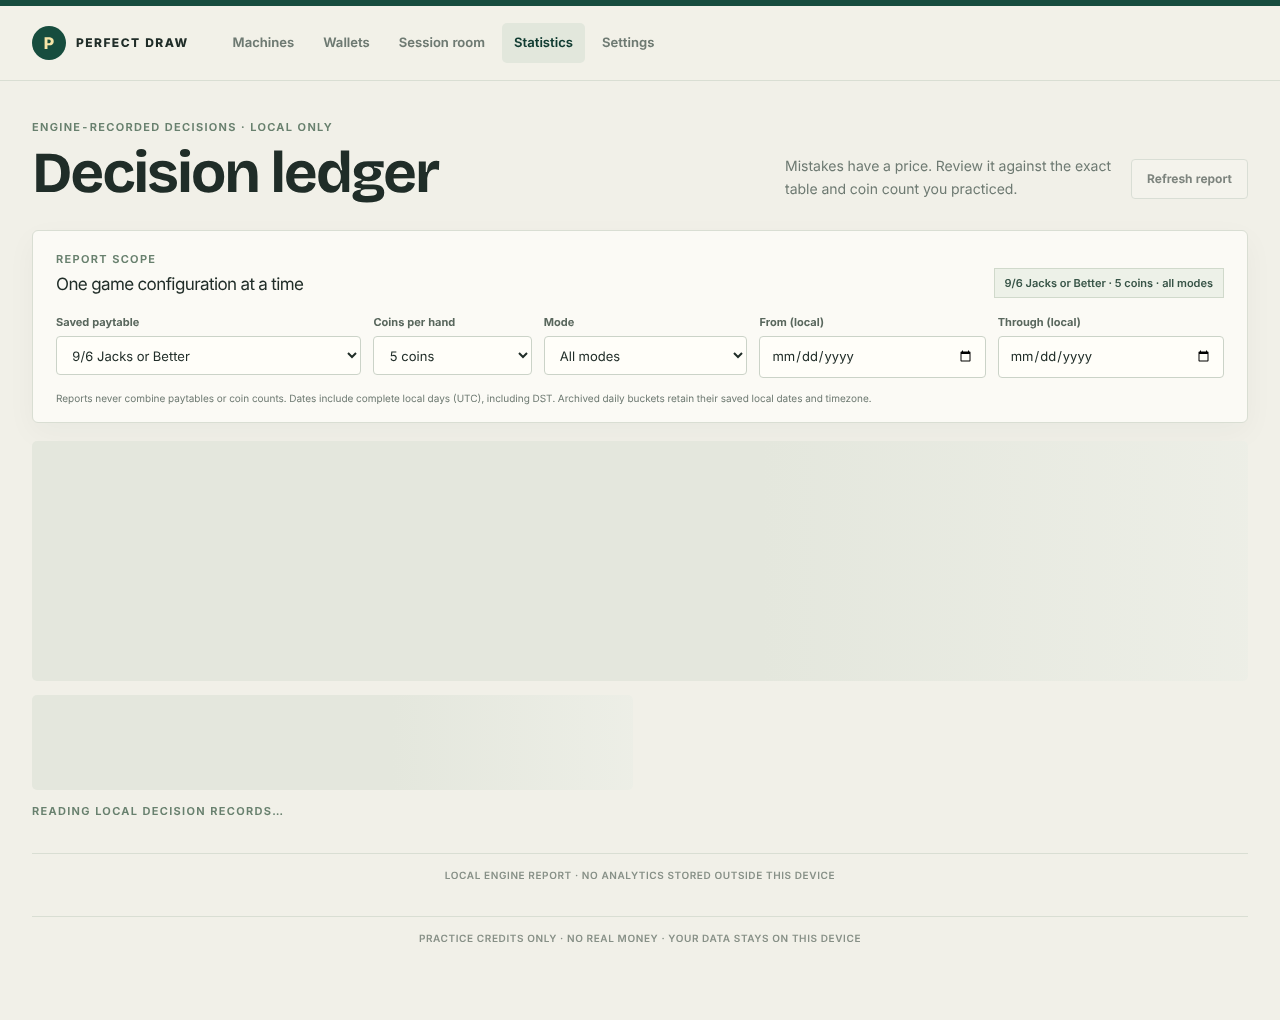 P PERFECT DRAW Machines Wallets Session room Statistics Settings
ENGINE-RECORDED DECISIONS · LOCAL ONLY
Decision ledger
Mistakes have a price. Review it against the exact
table and coin count you practiced.
Refresh report
REPORT SCOPE
One game configuration at a time
9/6 Jacks or Better · 5 coins · all modes
Saved paytable Coins per hand Mode From (local) Through (local)
9/6 Jacks or Better 5 coins All modes mm/dd/yyyy mm/dd/yyyy
Reports never combine paytables or coin counts. Dates include complete local days (UTC), including DST. Archived daily buckets retain their saved local dates and timezone.
READING LOCAL DECISION RECORDS…
LOCAL ENGINE REPORT · NO ANALYTICS STORED OUTSIDE THIS DEVICE
PRACTICE CREDITS ONLY · NO REAL MONEY · YOUR DATA STAYS ON THIS DEVICE